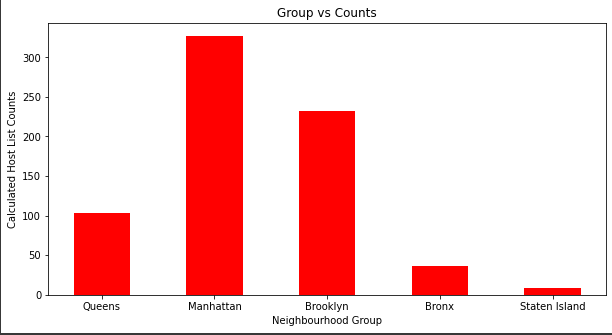 Group vs Counts
Calculated Host List Counts
300
250
200
150
100
50
0
Queens Manhattan Brooklyn Bronx Staten Island
Neighbourhood Group